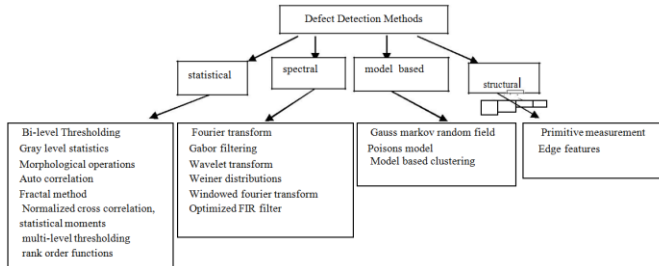 Defect Detection Methods
statistical
spectral
model based
structural
Bi-level Thresholding
Gray level statistics
Morphological operations
Auto correlation
Fractal method
Normalized cross correlation,
statistical moments
multi-level thresholding
rank order functions
Fourier transform
Gabor filtering
Wavelet transform
Weiner distributions
Windowed fourier transform
Optimized FIR filter
Gauss markov random field
Poisons model
Model based clustering
Primitive measurement
Edge features